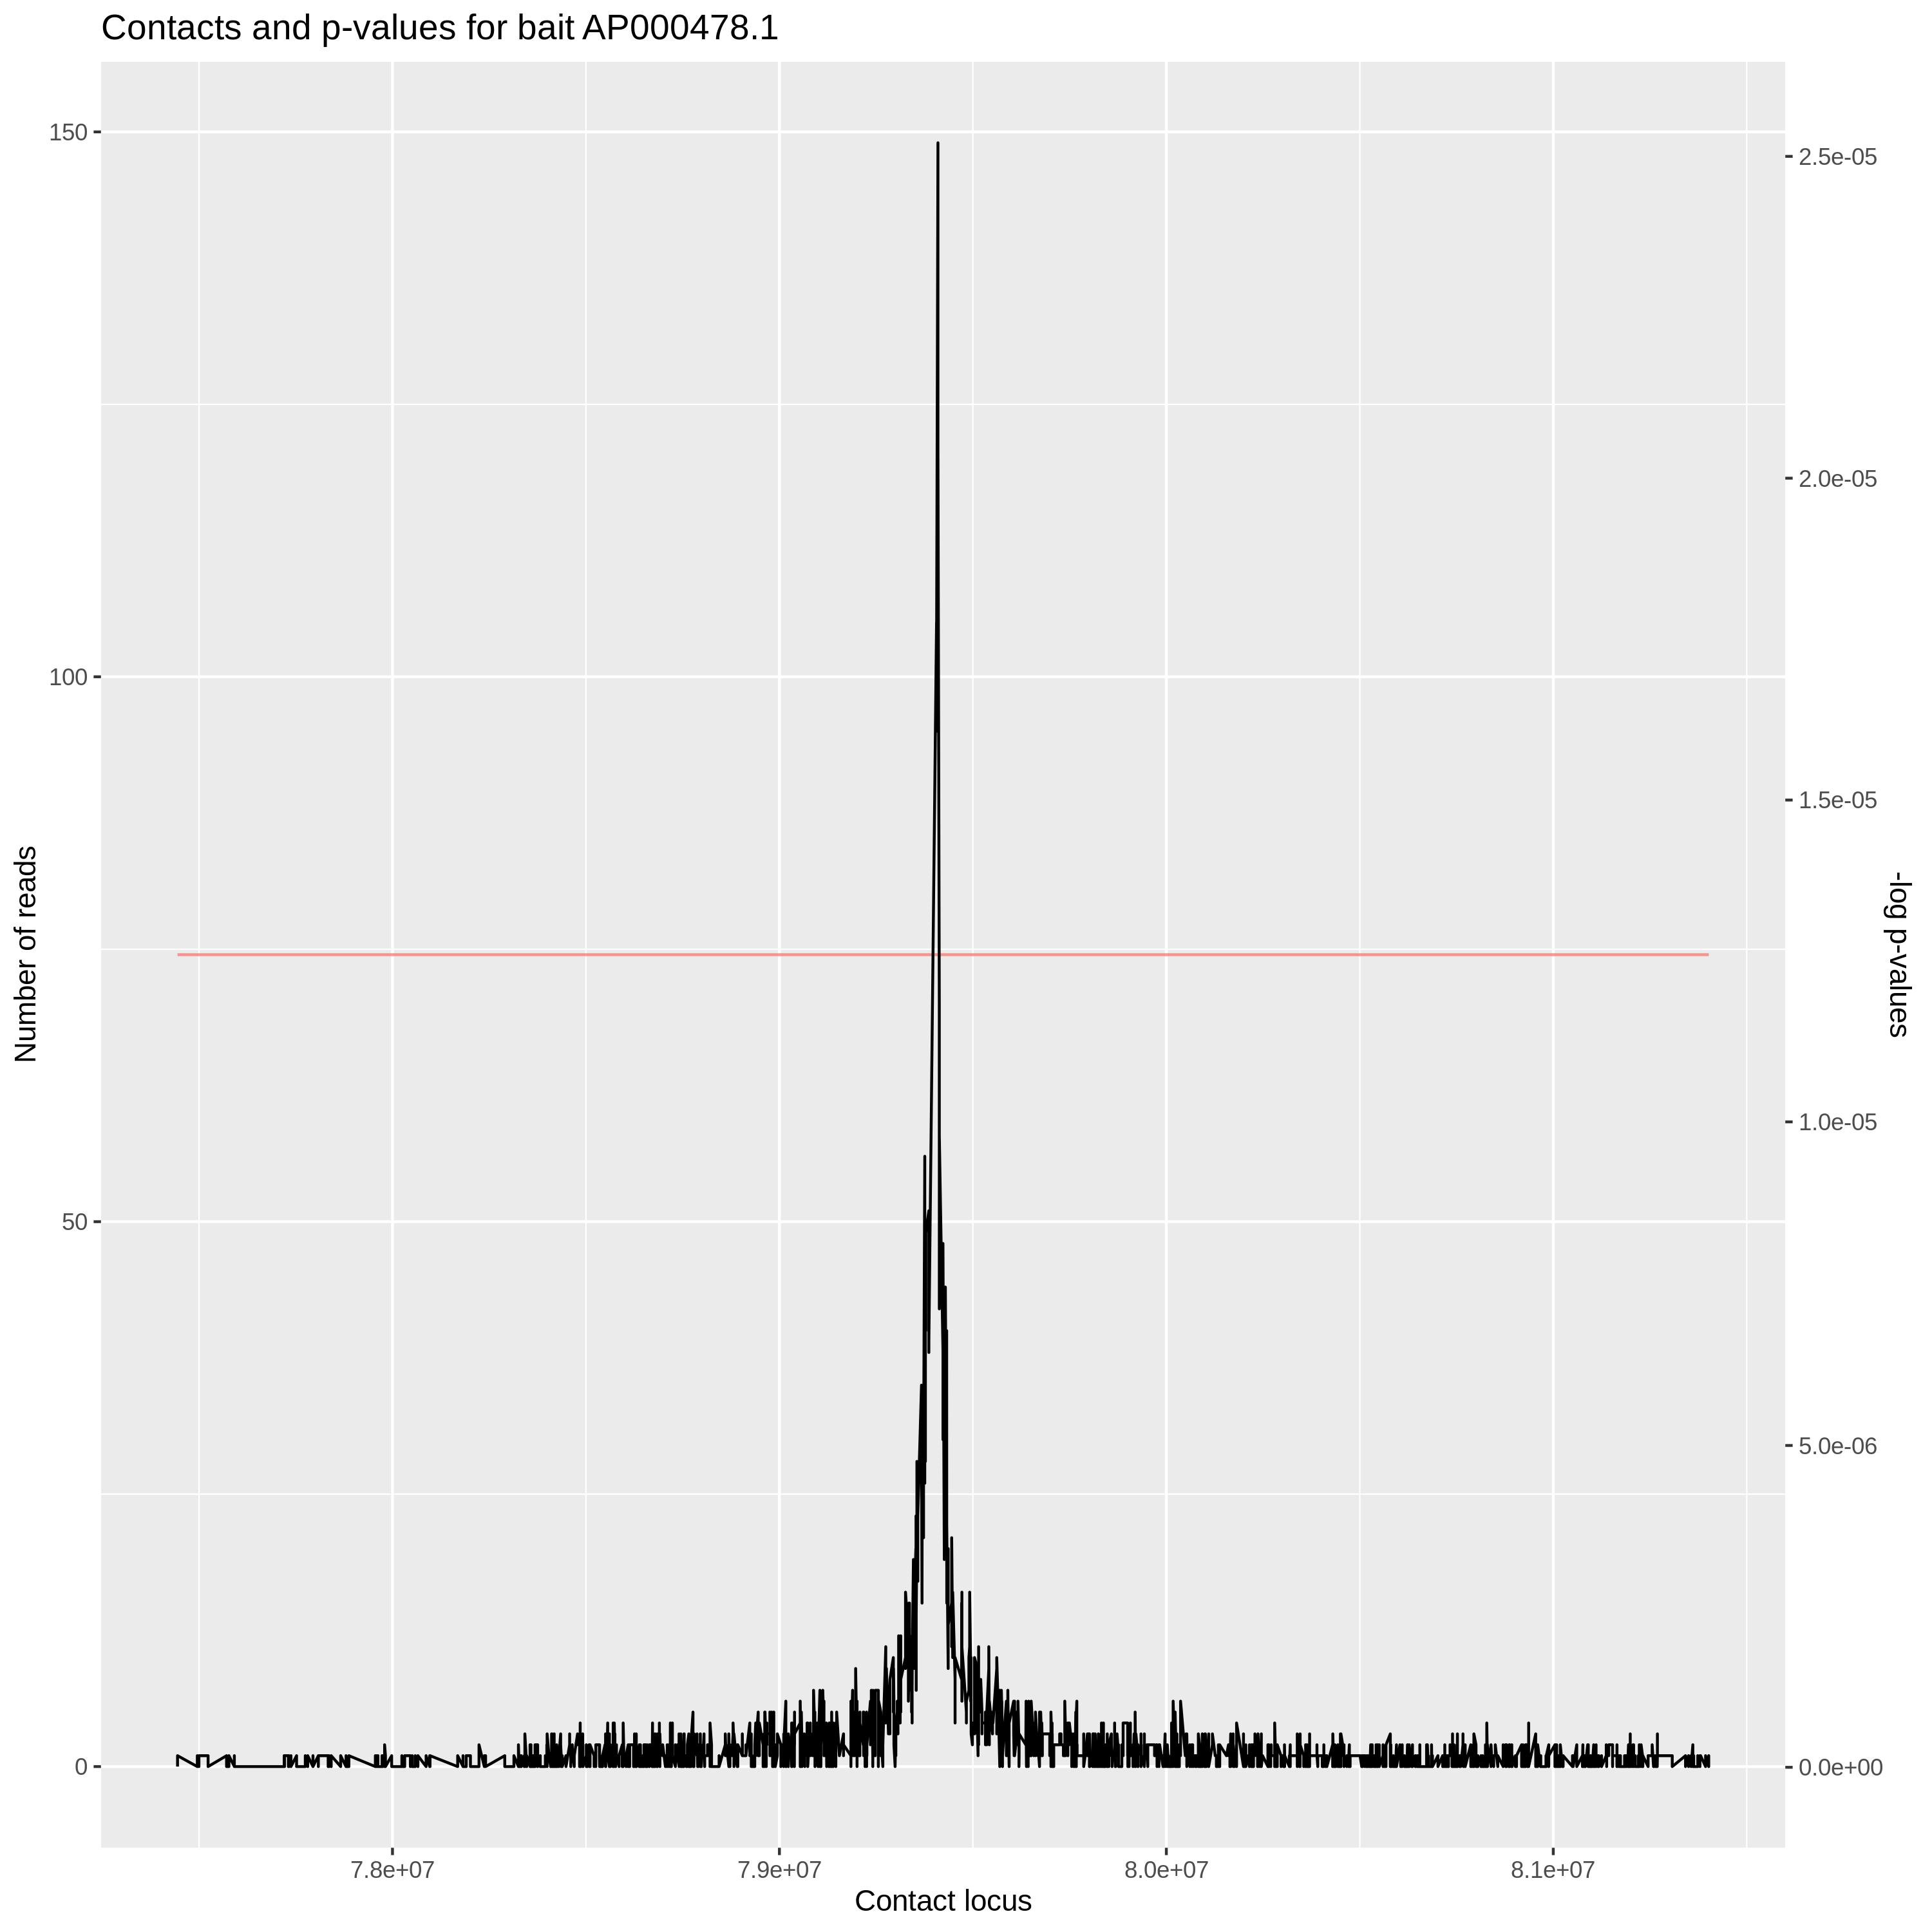 Contacts and p-values for bait AP000478.1
150
100
50
0
Number of reads
2.5e-05
2.0e-05
1.5e-05
1.0e-05
5.0e-06
0.0e+00
-log p-values
7.8e+07
7.9e+07
8.0e+07
8.1e+07
Contact locus